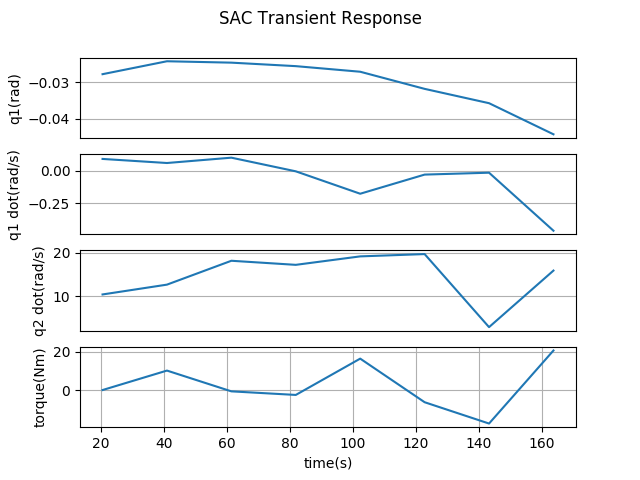 SAC Transient Response
q1(rad)
−0.03
−0.04
q1 dot(rad/s)
0.00
−0.25
q2 dot(rad/s)
20
10
torque(Nm)
20
0
20 40 60 80 100 120 140 160
time(s)